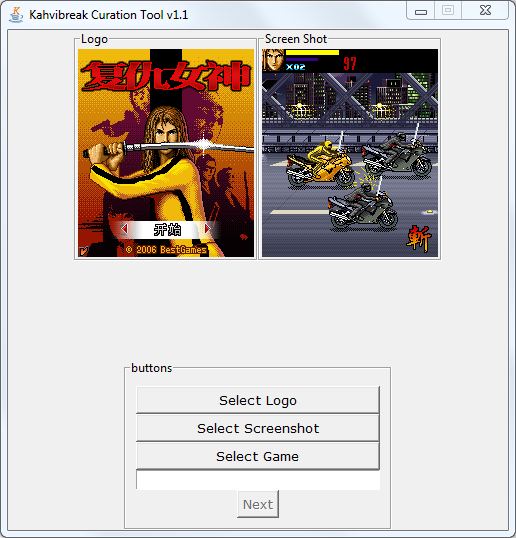 Kahvibreak Curation Tool v1.1
Logo
复仇女神
开始
© 2006 BestGames
Screen Shot
X02
97
斬
buttons
Select Logo
Select Screenshot
Select Game
Next